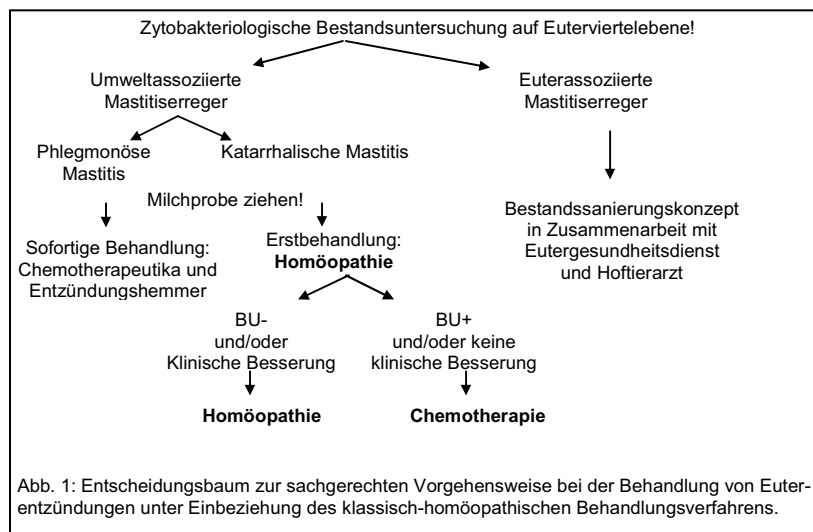 Zytobakteriologische Bestandsuntersuchung auf Euterviertelebene!
Umweltassoziierte
Mastitiserreger
Euterassoziierte
Mastitiserreger
Phlegmonöse
Mastitis
Katarrhalische Mastitis
Milchprobe ziehen!
Sofortige Behandlung:
Chemotherapeutika und
Entzündungshemmer
Erstbehandlung:
Homöopathie
Bestandssanierungskonzept
in Zusammenarbeit mit
Eutergesundheitsdienst
und Hoftierarzt
BU-
und/oder
Klinische Besserung
BU+
und/oder keine
klinische Besserung
Homöopathie
Chemotherapie
Abb. 1: Entscheidungsbaum zur sachgerechten Vorgehensweise bei der Behandlung von Euter-
entzündungen unter Einbeziehung des klassisch-homöopathischen Behandlungsverfahrens.